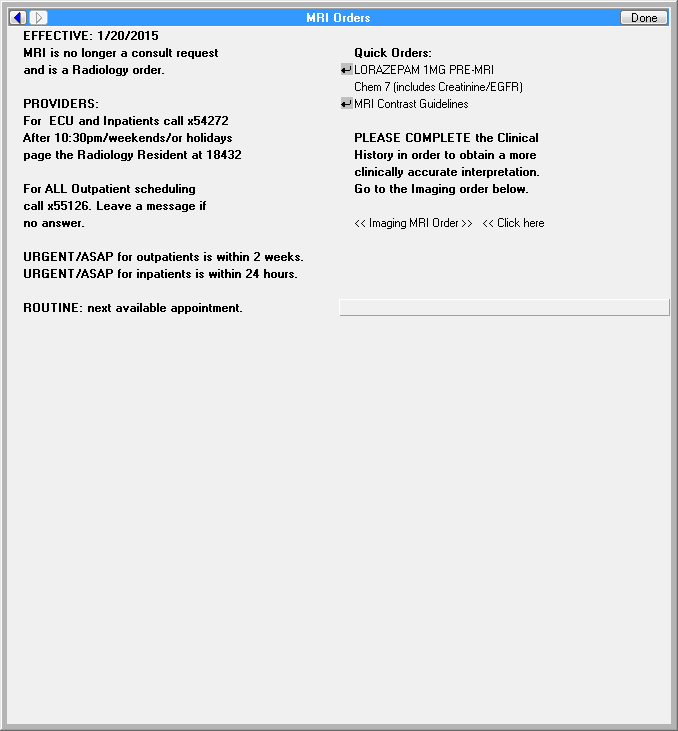 MRI Orders
Done
EFFECTIVE: 1/20/2015
MRI is no longer a consult request
and is a Radiology order.
PROVIDERS:
For  ECU and Inpatients call x54272
After 10:30pm/weekends/or holidays
page the Radiology Resident at 18432
For ALL Outpatient scheduling
call x55126. Leave a message if
no answer.
URGENT/ASAP for outpatients is within 2 weeks.
URGENT/ASAP for inpatients is within 24 hours.
ROUTINE: next available appointment.
Quick Orders:
LORAZEPAM 1MG PRE-MRI
Chem 7 (includes Creatinine/EGFR)
MRI Contrast Guidelines
PLEASE COMPLETE the Clinical
History in order to obtain a more
clinically accurate interpretation.
Go to the Imaging order below.
<< Imaging MRI Order >>   << Click here